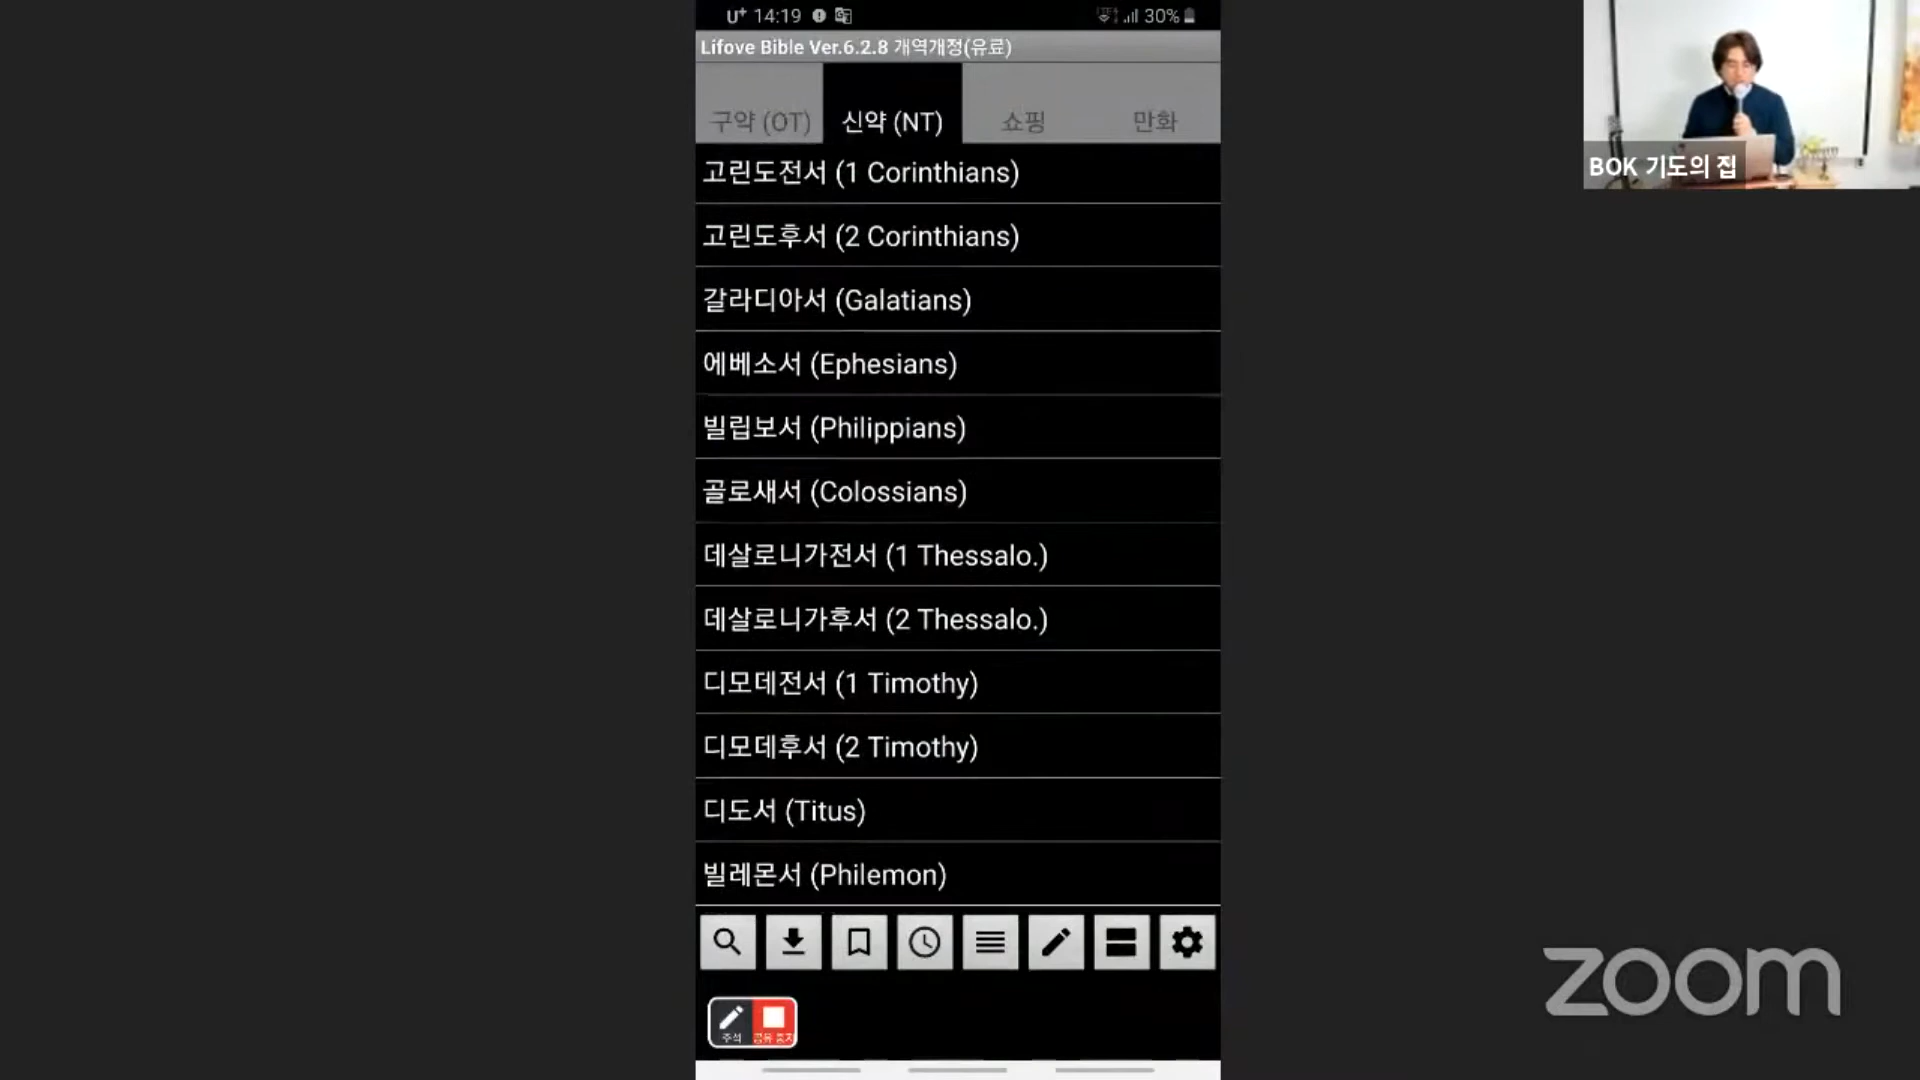 U+ 14:19
30%
Lifove Bible Ver.6.2.8 개역개정(유료)
구약 (OT)
신약 (NT)
쇼핑
만화
고린도전서 (1 Corinthians)
고린도후서 (2 Corinthians)
갈라디아서 (Galatians)
에베소서 (Ephesians)
빌립보서 (Philippians)
골로새서 (Colossians)
데살로니가전서 (1 Thessalo.)
데살로니가후서 (2 Thessalo.)
디모데전서 (1 Timothy)
디모데후서 (2 Timothy)
디도서 (Titus)
빌레몬서 (Philemon)
주석
공유 중지
BOK 기도의 집
zoom